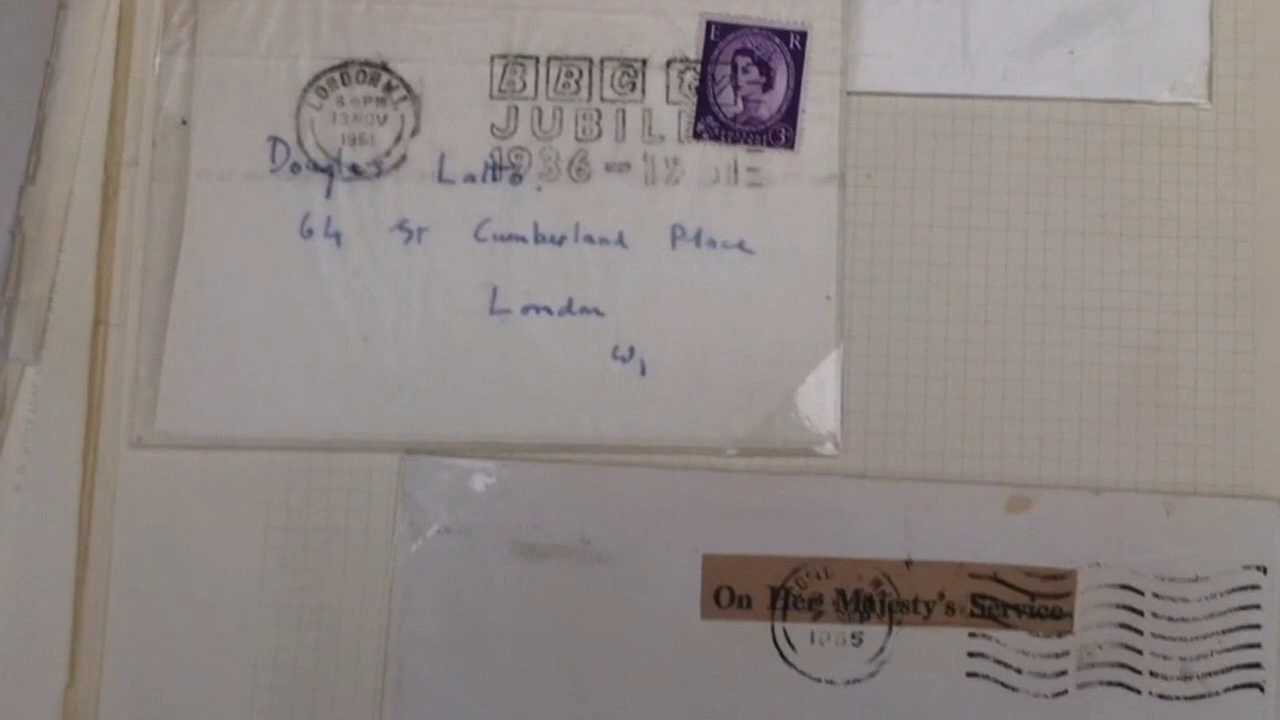 E R
BBC
LONDON W.1.
8 - PM
13 NOV
1961
JUBILE
1936 -
Douglas Latto.
64 Gt Cumberland Place
London
W1
3
On Her Majesty's Service
1965